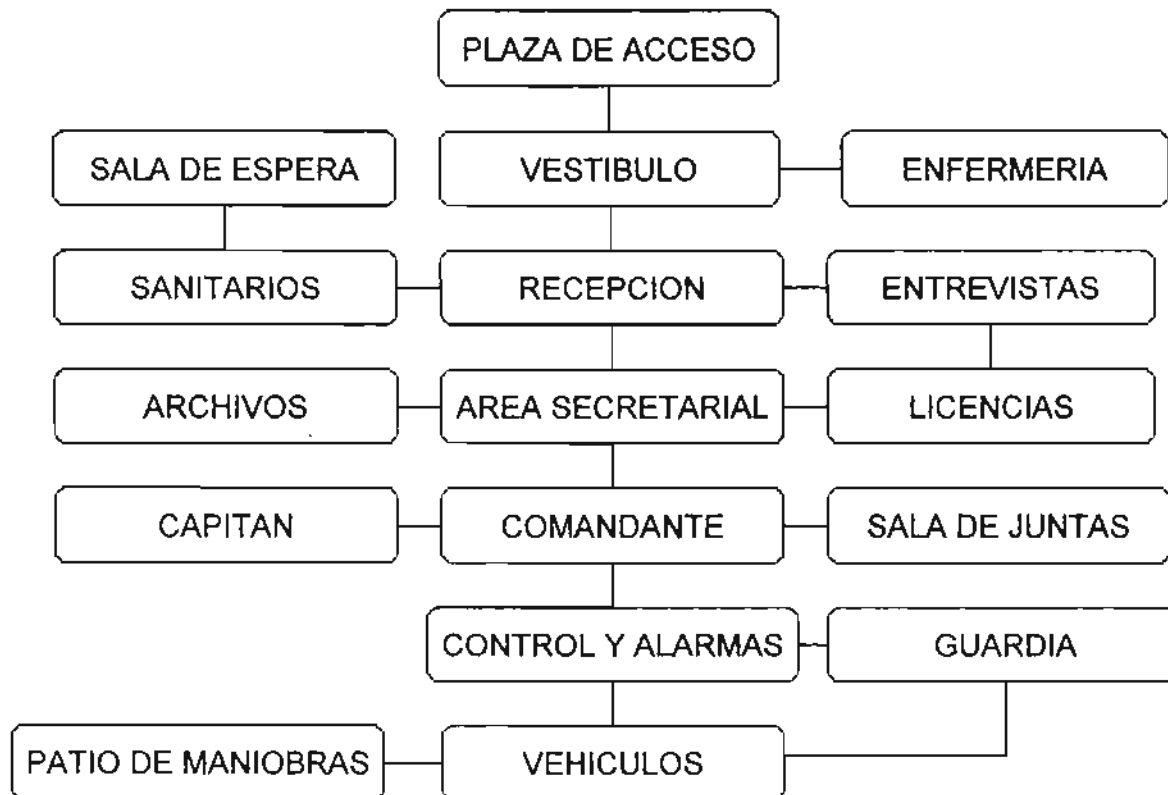 PLAZA DE ACCESO
SALA DE ESPERA
VESTIBULO
ENFERMERIA
SANITARIOS
RECEPCION
ENTREVISTAS
ARCHIVOS
AREA SECRETARIAL
LICENCIAS
CAPITAN
COMANDANTE
SALA DE JUNTAS
CONTROL Y ALARMAS
GUARDIA
PATIO DE MANIOBRAS
VEHICULOS